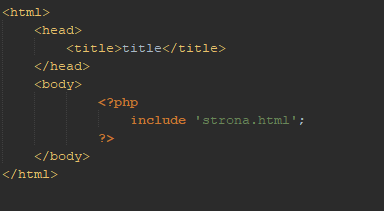 <html>
<head>
<title>title</title>
</head>
<body>
<?php
include 'strona.html';
?>
</body>
</html>